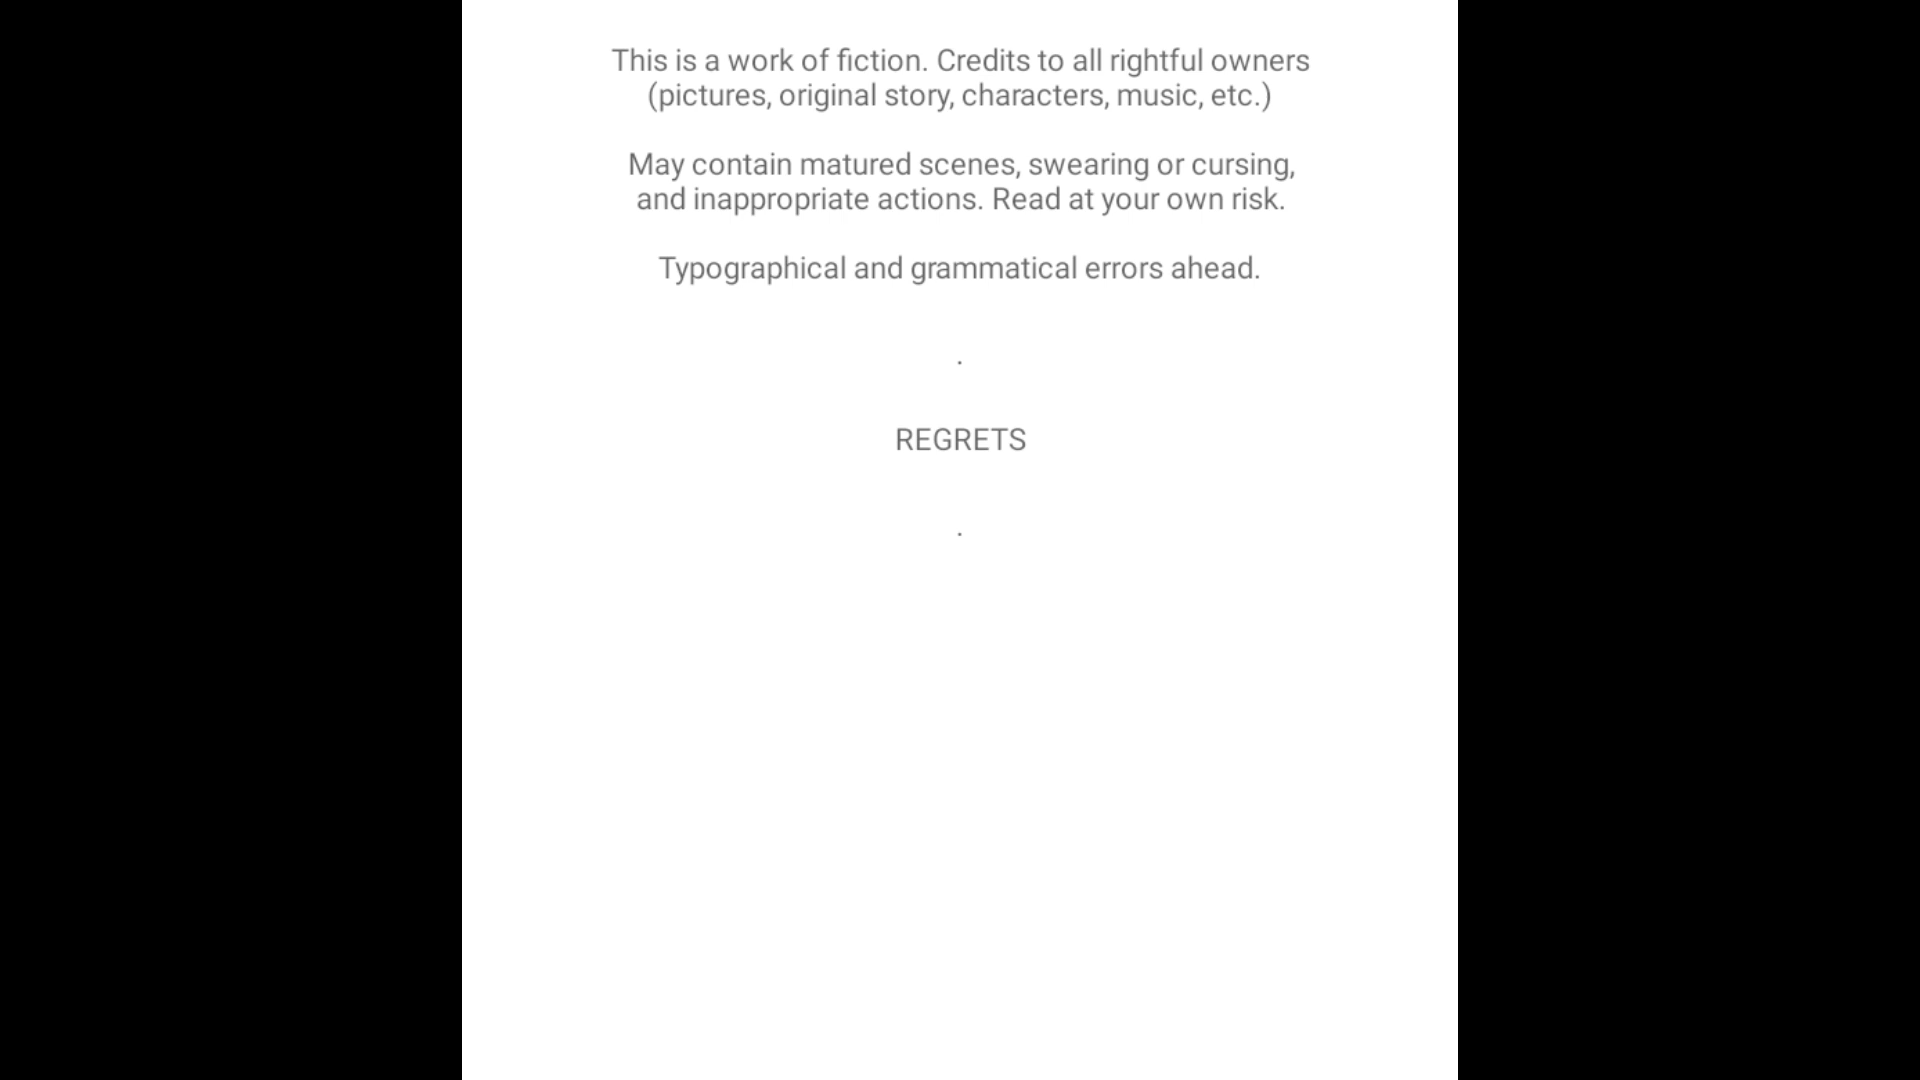 This is a work of fiction. Credits to all rightful owners
(pictures, original story, characters, music, etc.)
May contain matured scenes, swearing or cursing,
and inappropriate actions. Read at your own risk.
Typographical and grammatical errors ahead.
.
REGRETS
.